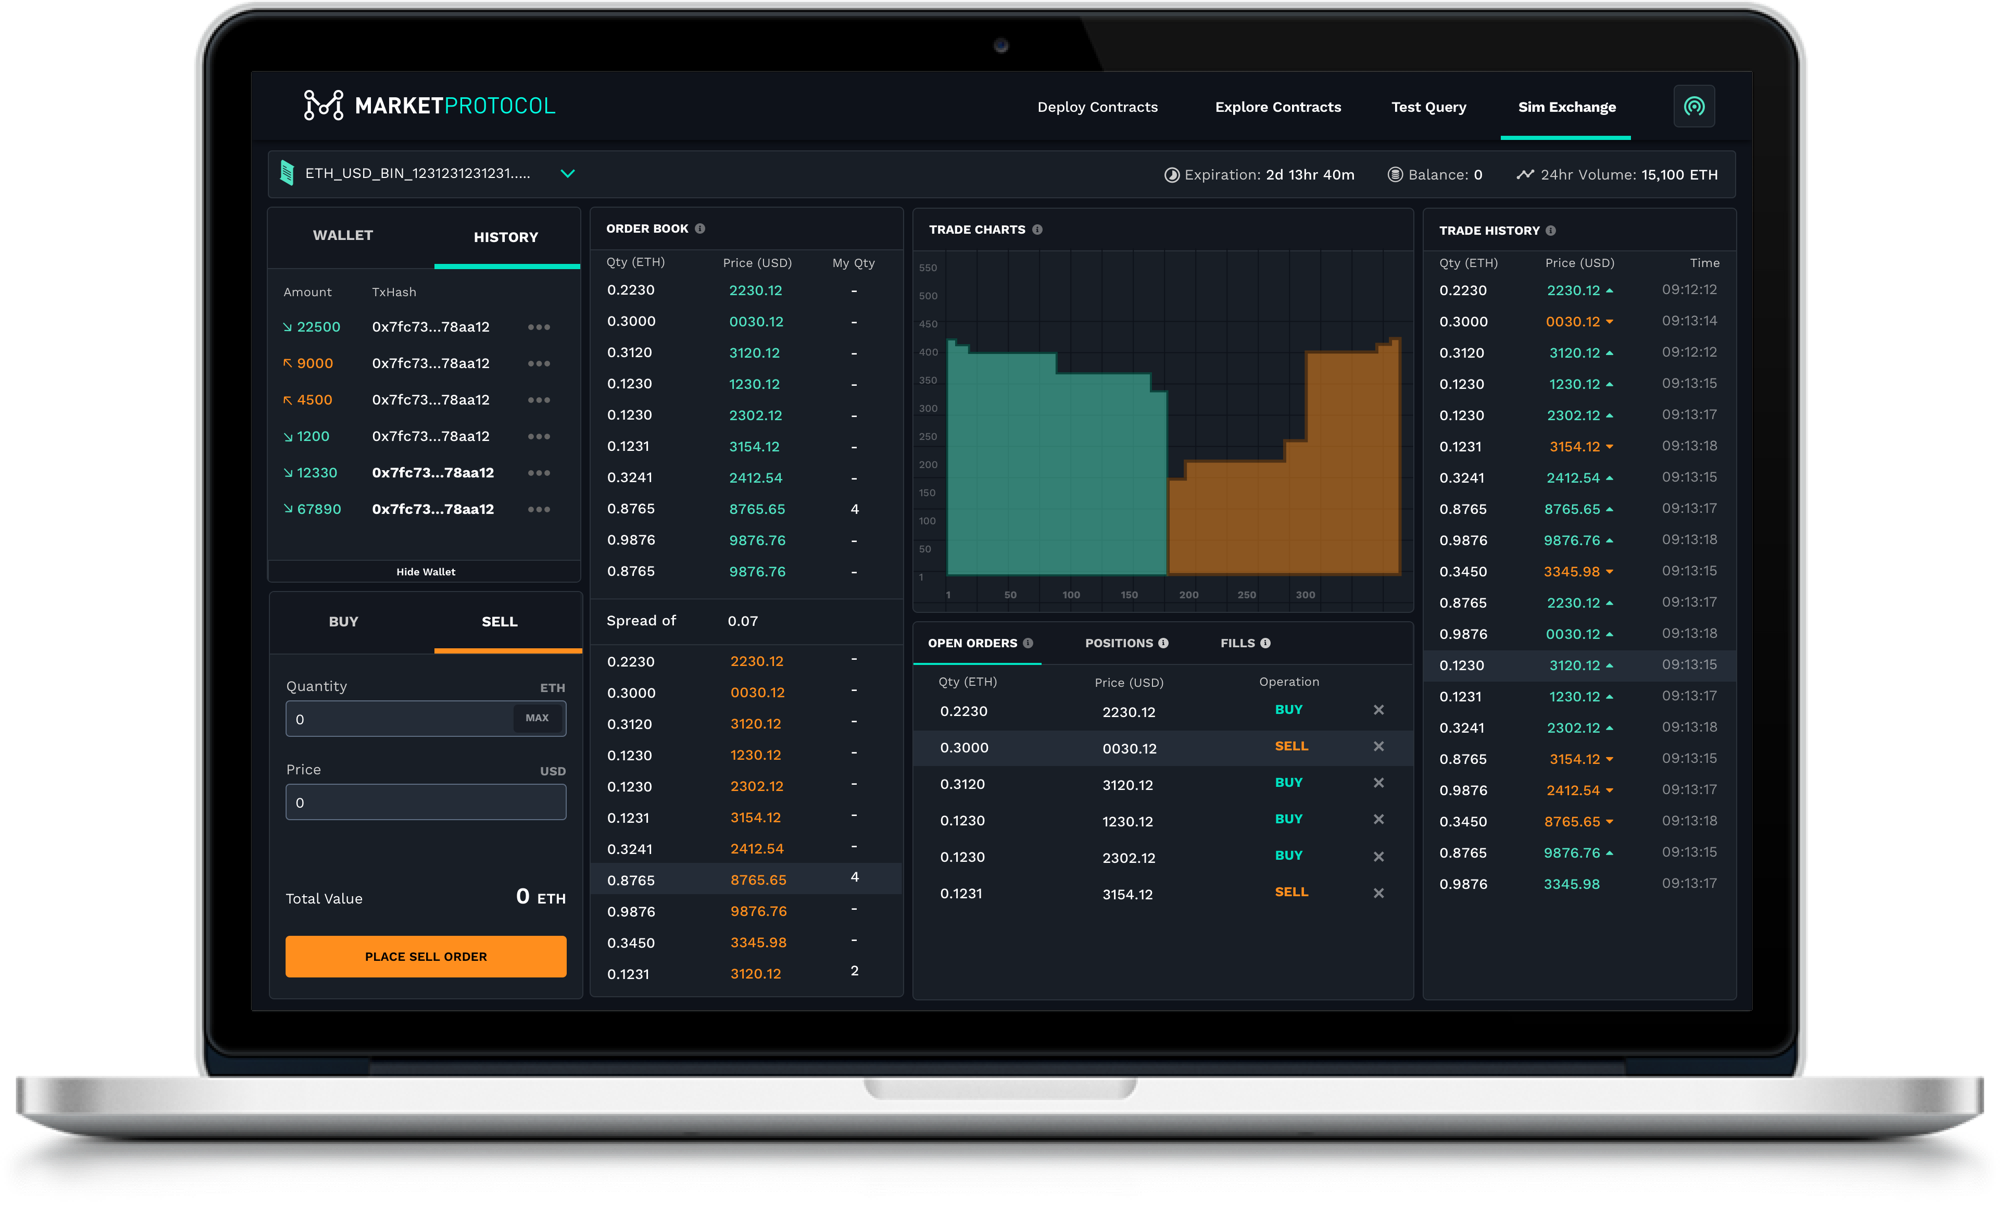 MARKETPROTOCOL
Deploy Contracts Explore Contracts Test Query Sim Exchange
ETH_USD_BIN_1231231231231.....
Expiration: 2d 13hr 40m Balance: 0 24hr Volume: 15,100 ETH
WALLET HISTORY
Amount TxHash
22500 0x7fc73...78aa12
9000 0x7fc73...78aa12
4500 0x7fc73...78aa12
1200 0x7fc73...78aa12
12330 0x7fc73...78aa12
67890 0x7fc73...78aa12
Hide Wallet
BUY SELL
Quantity ETH
0 MAX
Price USD
0
Total Value 0 ETH
PLACE SELL ORDER
ORDER BOOK
Qty (ETH) Price (USD) My Qty
0.2230 2230.12 -
0.3000 0030.12 -
0.3120 3120.12 -
0.1230 1230.12 -
0.1230 2302.12 -
0.1231 3154.12 -
0.3241 2412.54 -
0.8765 8765.65 4
0.9876 9876.76 -
0.8765 9876.76 -
Spread of 0.07
0.2230 2230.12 -
0.3000 0030.12 -
0.3120 3120.12 -
0.1230 1230.12 -
0.1230 2302.12 -
0.1231 3154.12 -
0.3241 2412.54 -
0.8765 8765.65 4
0.9876 9876.76 -
0.3450 3345.98 -
0.1231 3120.12 2
TRADE CHARTS
550
500
450
400
350
300
250
200
150
100
50
1
1 50 100 150 200 250 300
OPEN ORDERS POSITIONS FILLS
Qty (ETH) Price (USD) Operation
0.2230 2230.12 BUY
0.3000 0030.12 SELL
0.3120 3120.12 BUY
0.1230 1230.12 BUY
0.1230 2302.12 BUY
0.1231 3154.12 SELL
TRADE HISTORY
Qty (ETH) Price (USD) Time
0.2230 2230.12 09:12:12
0.3000 0030.12 09:13:14
0.3120 3120.12 09:12:12
0.1230 1230.12 09:13:15
0.1230 2302.12 09:13:17
0.1231 3154.12 09:13:18
0.3241 2412.54 09:13:15
0.8765 8765.65 09:13:17
0.9876 9876.76 09:13:18
0.3450 3345.98 09:13:15
0.8765 2230.12 09:13:17
0.9876 0030.12 09:13:18
0.1230 3120.12 09:13:15
0.1231 1230.12 09:13:17
0.3241 2302.12 09:13:18
0.8765 3154.12 09:13:15
0.9876 2412.54 09:13:17
0.3450 8765.65 09:13:18
0.8765 9876.76 09:13:15
0.9876 3345.98 09:13:17